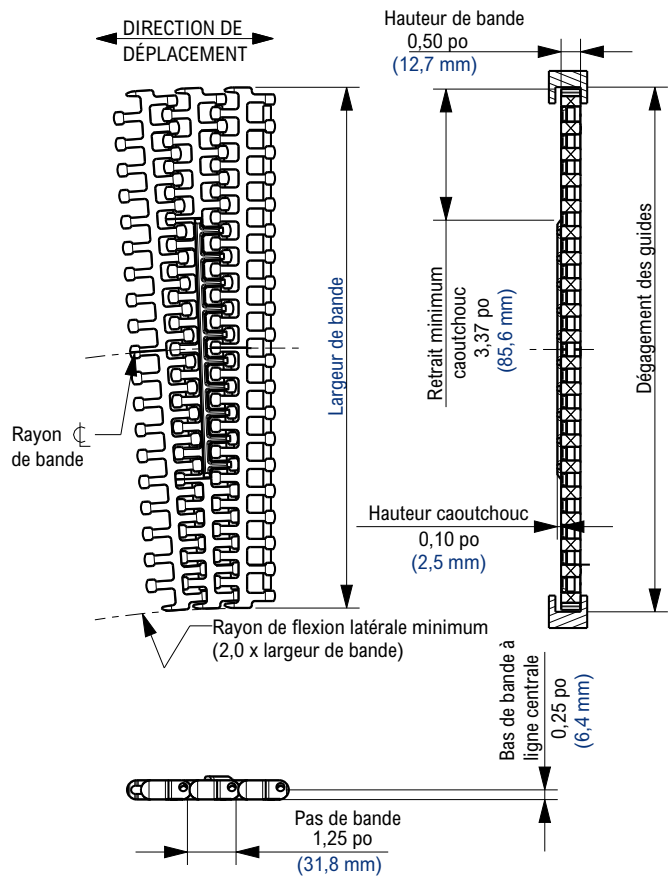 DIRECTION DE
DÉPLACEMENT
Hauteur de bande
0,50 po
(12,7 mm)
Largeur de bande
Retrait minimum
caoutchouc
3,37 po
(85,6 mm)
Dégagement des guides
Rayon ℄
de bande
Hauteur caoutchouc
0,10 po
(2,5 mm)
Rayon de flexion latérale minimum
(2,0 x largeur de bande)
Bas de bande à
ligne centrale
0,25 po
(6,4 mm)
Pas de bande
1,25 po
(31,8 mm)